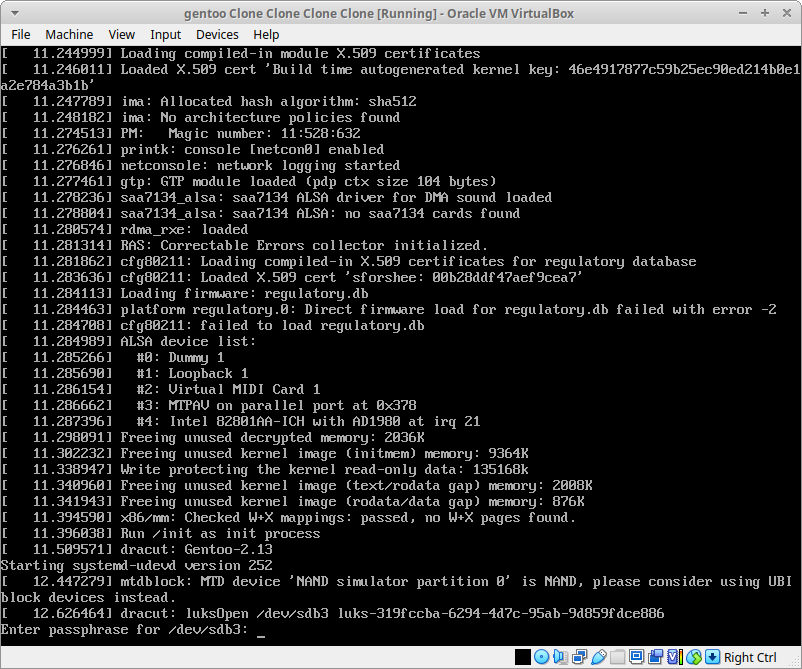 gentoo Clone Clone Clone Clone [Running] - Oracle VM VirtualBox
File Machine View Input Devices Help
[   11.244999] Loading compiled-in module X.509 certificates
[   11.246011] Loaded X.509 cert 'Build time autogenerated kernel key: 46e4917877c59b25ec90ed214b0e1
a2e784a3b1b'
[   11.247789] ima: Allocated hash algorithm: sha512
[   11.248182] ima: No architecture policies found
[   11.274513] PM:   Magic number: 11:528:632
[   11.276261] printk: console [netcon0] enabled
[   11.276846] netconsole: network logging started
[   11.277461] gtp: GTP module loaded (pdp ctx size 104 bytes)
[   11.278236] saa7134_alsa: saa7134 ALSA driver for DMA sound loaded
[   11.278804] saa7134_alsa: saa7134 ALSA: no saa7134 cards found
[   11.280574] rdma_rxe: loaded
[   11.281314] RAS: Correctable Errors collector initialized.
[   11.281862] cfg80211: Loading compiled-in X.509 certificates for regulatory database
[   11.283636] cfg80211: Loaded X.509 cert 'sforshee: 00b28ddf47aef9cea7'
[   11.284113] Loading firmware: regulatory.db
[   11.284463] platform regulatory.0: Direct firmware load for regulatory.db failed with error -2
[   11.284708] cfg80211: failed to load regulatory.db
[   11.284989] ALSA device list:
[   11.285266]   #0: Dummy 1
[   11.285690]   #1: Loopback 1
[   11.286154]   #2: Virtual MIDI Card 1
[   11.286662]   #3: MTPAV on parallel port at 0x378
[   11.287396]   #4: Intel 82801AA-ICH with AD1980 at irq 21
[   11.298091] Freeing unused decrypted memory: 2036K
[   11.302232] Freeing unused kernel image (initmem) memory: 9364K
[   11.338947] Write protecting the kernel read-only data: 135168k
[   11.340960] Freeing unused kernel image (text/rodata gap) memory: 2008K
[   11.341943] Freeing unused kernel image (rodata/data gap) memory: 876K
[   11.394590] x86/mm: Checked W+X mappings: passed, no W+X pages found.
[   11.396038] Run /init as init process
[   11.509571] dracut: Gentoo-2.13
Starting systemd-udevd version 252
[   12.447279] mtdblock: MTD device 'NAND simulator partition 0' is NAND, please consider using UBI
block devices instead.
[   12.626464] dracut: luksOpen /dev/sdb3 luks-319fccba-6294-4d7c-95ab-9d859fdce886
Enter passphrase for /dev/sdb3: _
Right Ctrl